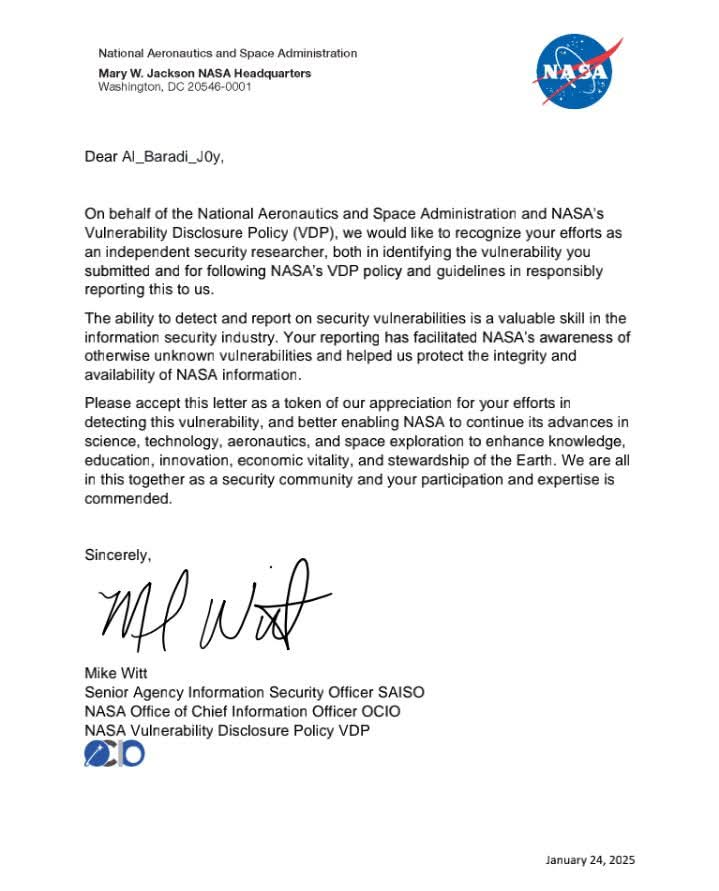 National Aeronautics and Space Administration
Mary W. Jackson NASA Headquarters
Washington, DC 20546-0001
NASA
Dear Al_Baradi_J0y,
On behalf of the National Aeronautics and Space Administration and NASA's
Vulnerability Disclosure Policy (VDP), we would like to recognize your efforts as
an independent security researcher, both in identifying the vulnerability you
submitted and for following NASA's VDP policy and guidelines in responsibly
reporting this to us.
The ability to detect and report on security vulnerabilities is a valuable skill in the
information security industry. Your reporting has facilitated NASA's awareness of
otherwise unknown vulnerabilities and helped us protect the integrity and
availability of NASA information.
Please accept this letter as a token of our appreciation for your efforts in
detecting this vulnerability, and better enabling NASA to continue its advances in
science, technology, aeronautics, and space exploration to enhance knowledge,
education, innovation, economic vitality, and stewardship of the Earth. We are all
in this together as a security community and your participation and expertise is
commended.
Sincerely,
Mike Witt
Senior Agency Information Security Officer SAISO
NASA Office of Chief Information Officer OCIO
NASA Vulnerability Disclosure Policy VDP
OCIO
January 24, 2025